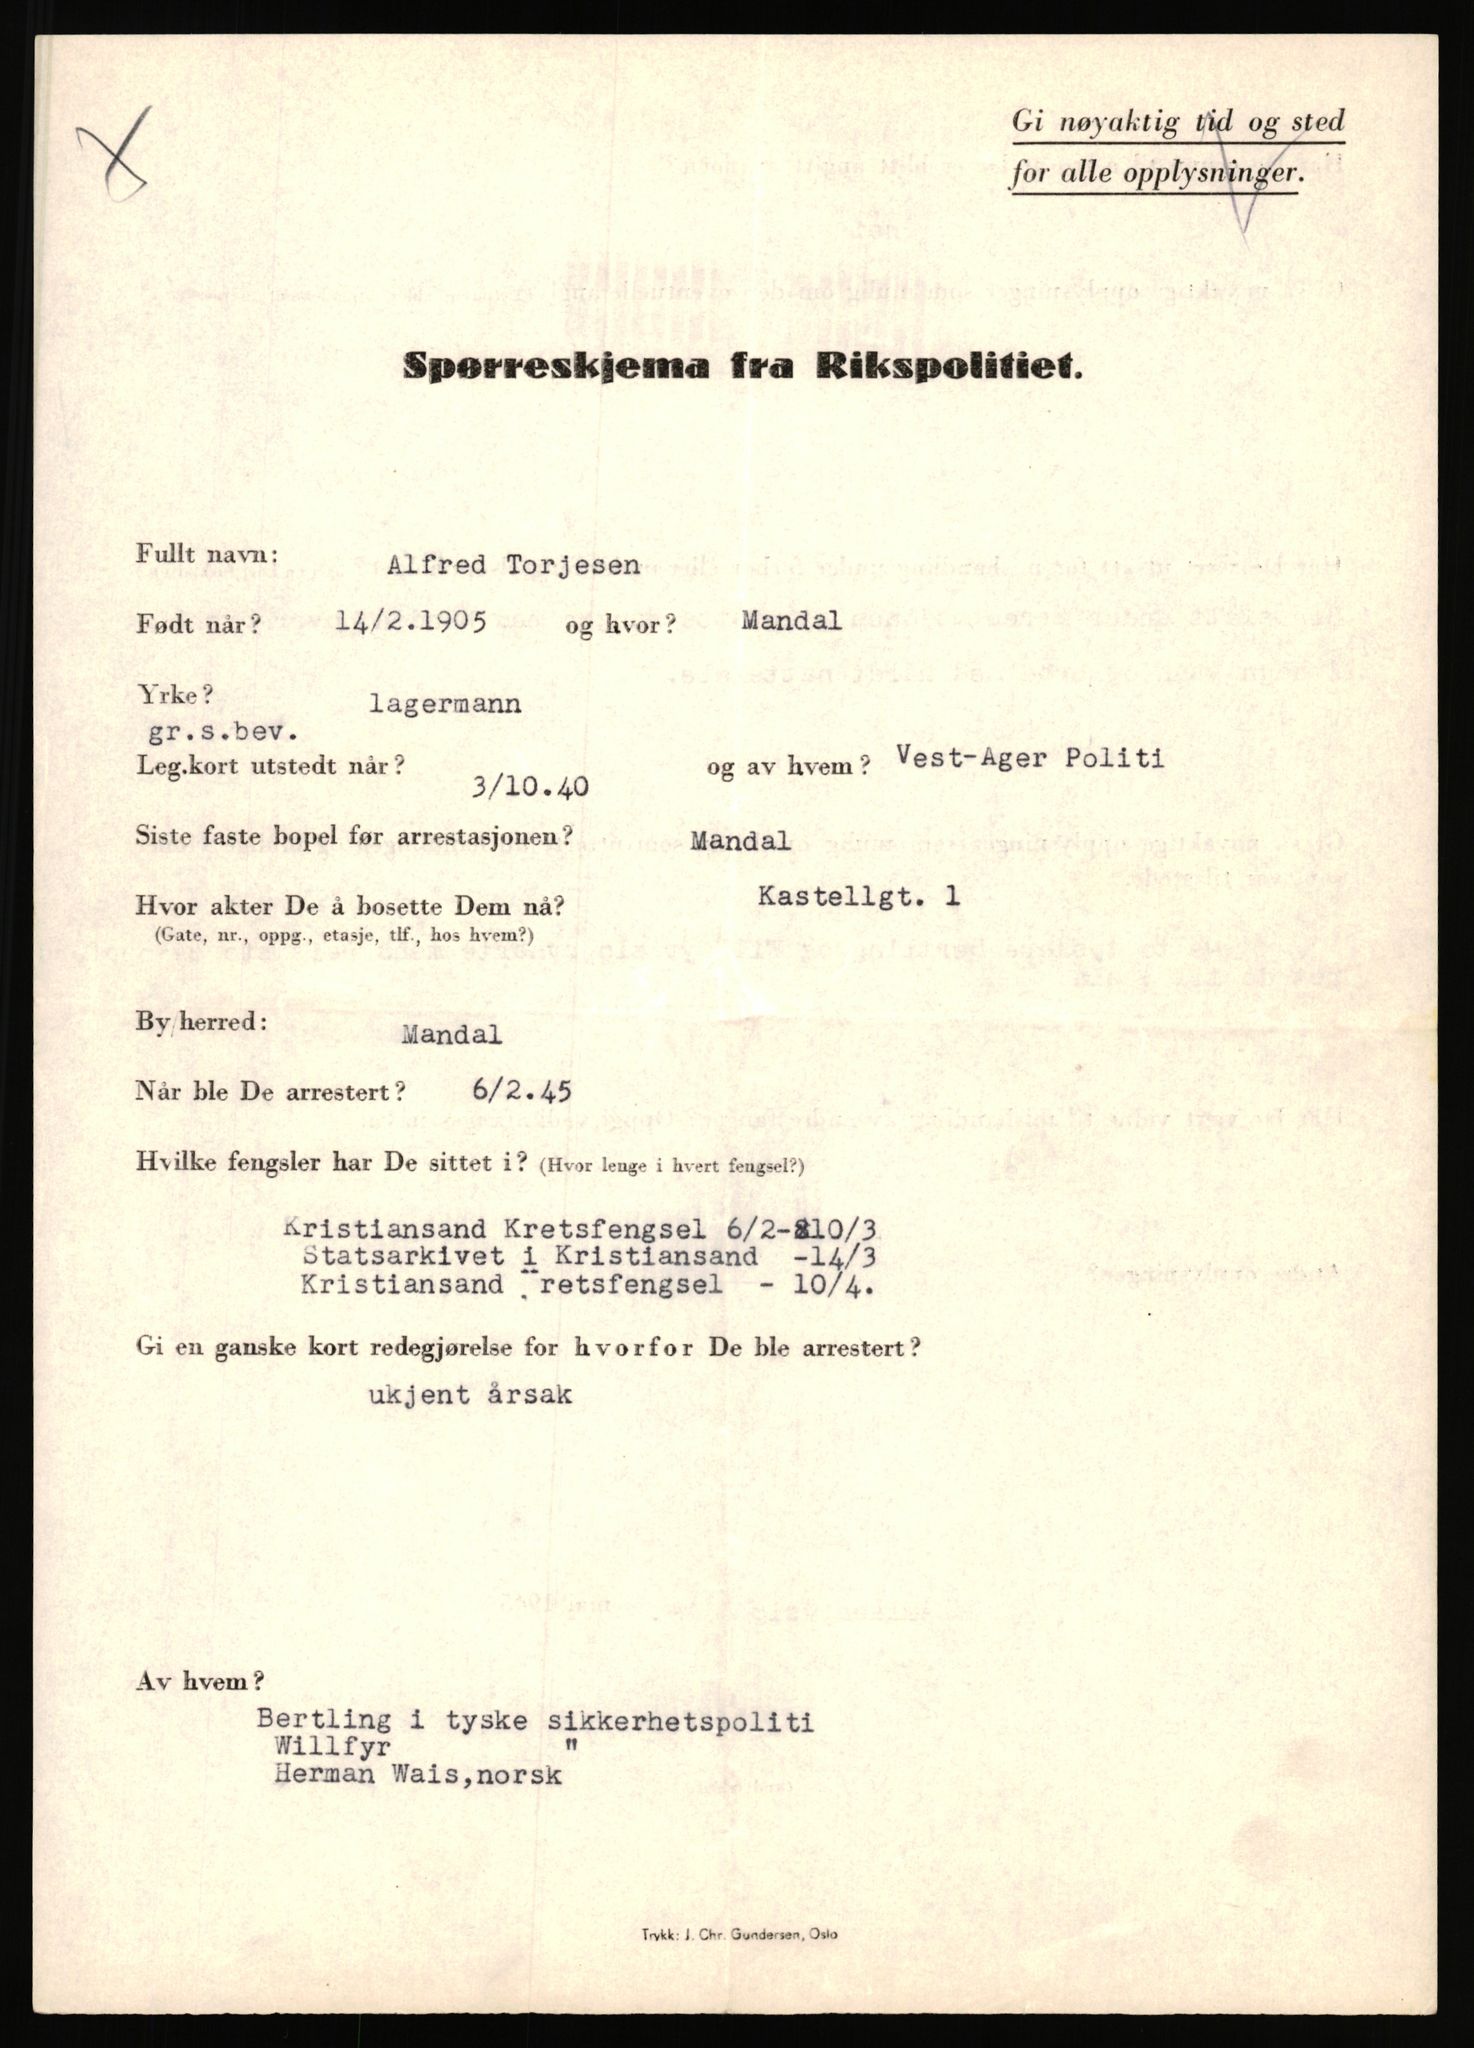 Gi nøyaktig tid og sted
for alle opplysninger.
Spørreskjema fra Rikspolitiet.
Fullt navn: Alfred Torjesen
Født når? 14/2.1905 og hvor? Mandal
Yrke? lagermann
gr.s.bev.
Leg.kort utstedt når? 3/10.40 og av hvem? Vest-Ager Politi
Siste faste bopel før arrestasjonen? Mandal
Hvor akter De å bosette Dem nå? Kastellgt. 1
(Gate, nr., oppg., etasje, tlf., hos hvem?)
By/herred: Mandal
Når ble De arrestert? 6/2.45
Hvilke fengsler har De sittet i? (Hvor lenge i hvert fengsel?)
Kristiansand Kretsfengsel 6/2-10/3
Statsarkivet i Kristiansand -14/3
Kristiansand retsfengsel - 10/4.
Gi en ganske kort redegjørelse for hvorfor De ble arrestert?
ukjent årsak
Av hvem?
Bertling i tyske sikkerhetspoliti
Willfyr "
Herman Wais,norsk
Trykk: J. Chr. Gundersen, Oslo